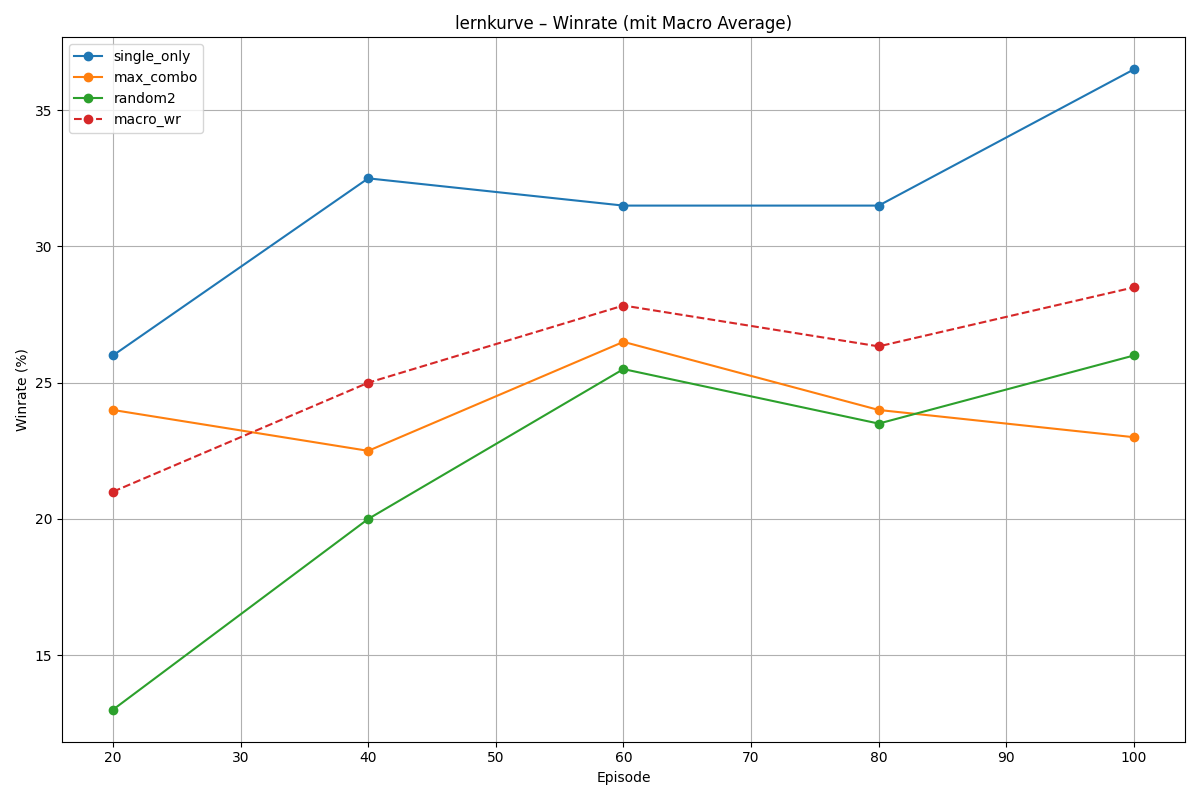 lernkurve – Winrate (mit Macro Average)
single_only
max_combo
random2
macro_wr
Winrate (%)
35
30
25
20
15
20 30 40 50 60 70 80 90 100
Episode